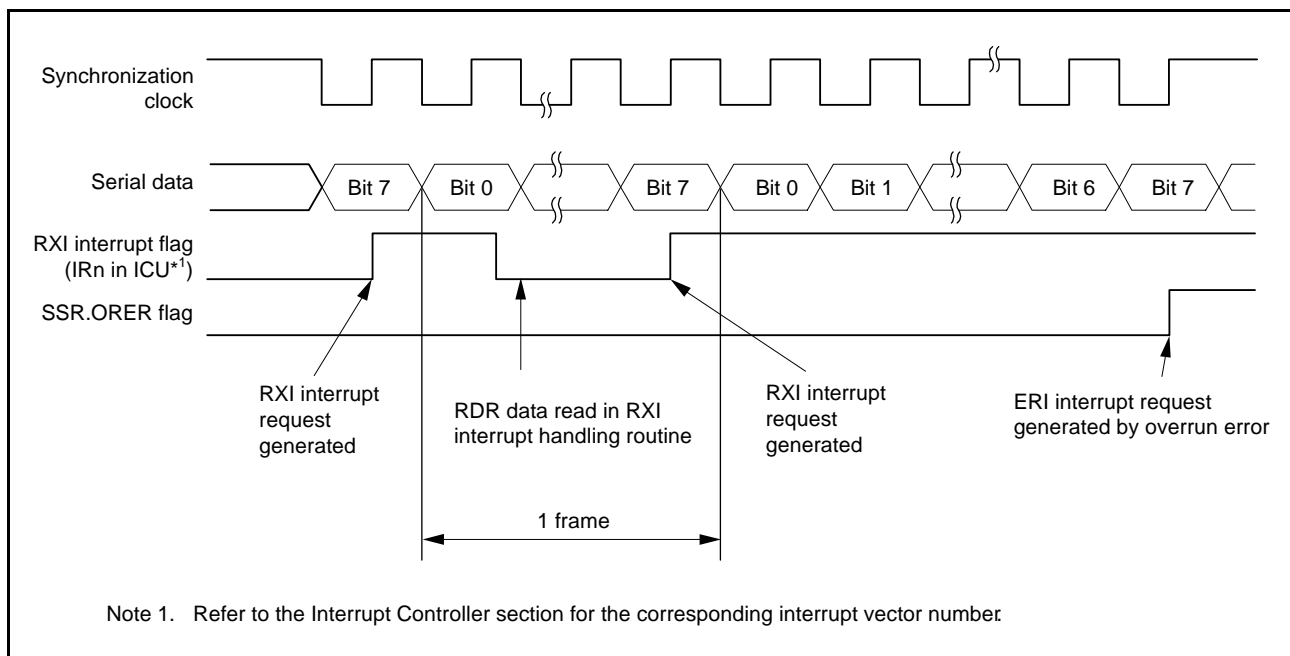 Synchronization
clock
Serial data
Bit 7
Bit 0
Bit 7
Bit 0
Bit 1
Bit 6
Bit 7
RXI interrupt flag
(IRn in ICU*1)
SSR.ORER flag
RXI interrupt
request
generated
RDR data read in RXI
interrupt handling routine
RXI interrupt
request
generated
ERI interrupt request
generated by overrun error
1 frame
Note 1. Refer to the Interrupt Controller section for the corresponding interrupt vector number.